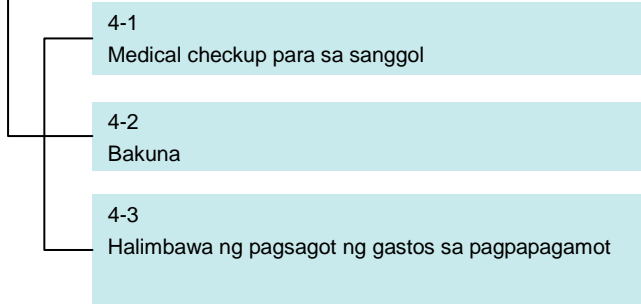 4-1
Medical checkup para sa sanggol
4-2
Bakuna
4-3
Halimbawa ng pagsagot ng gastos sa pagpapagamot